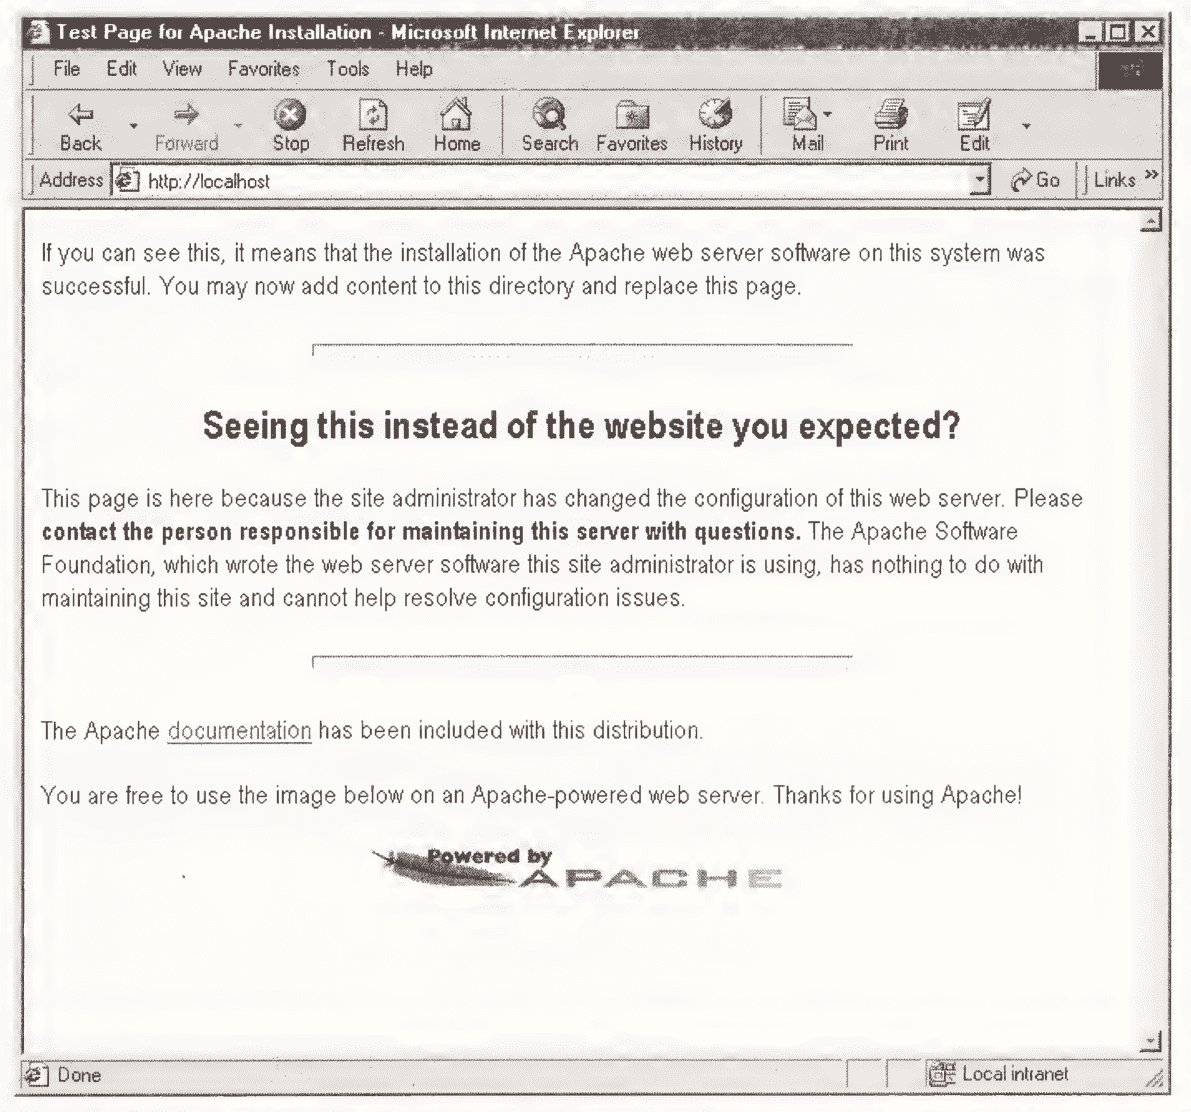 Test Page for Apache Installation - Microsoft Internet Explorer
File Edit View Favorites Tools Help
Back Forward Stop Refresh Home Search Favorites History Mail Print Edit
Address http://localhost Go Links »
If you can see this, it means that the installation of the Apache web server software on this system was
successful. You may now add content to this directory and replace this page.
Seeing this instead of the website you expected?
This page is here because the site administrator has changed the configuration of this web server. Please
contact the person responsible for maintaining this server with questions. The Apache Software
Foundation, which wrote the web server software this site administrator is using, has nothing to do with
maintaining this site and cannot help resolve configuration issues.
The Apache documentation has been included with this distribution.
You are free to use the image below on an Apache-powered web server. Thanks for using Apache!
Powered by
APACHE
Done Local intranet